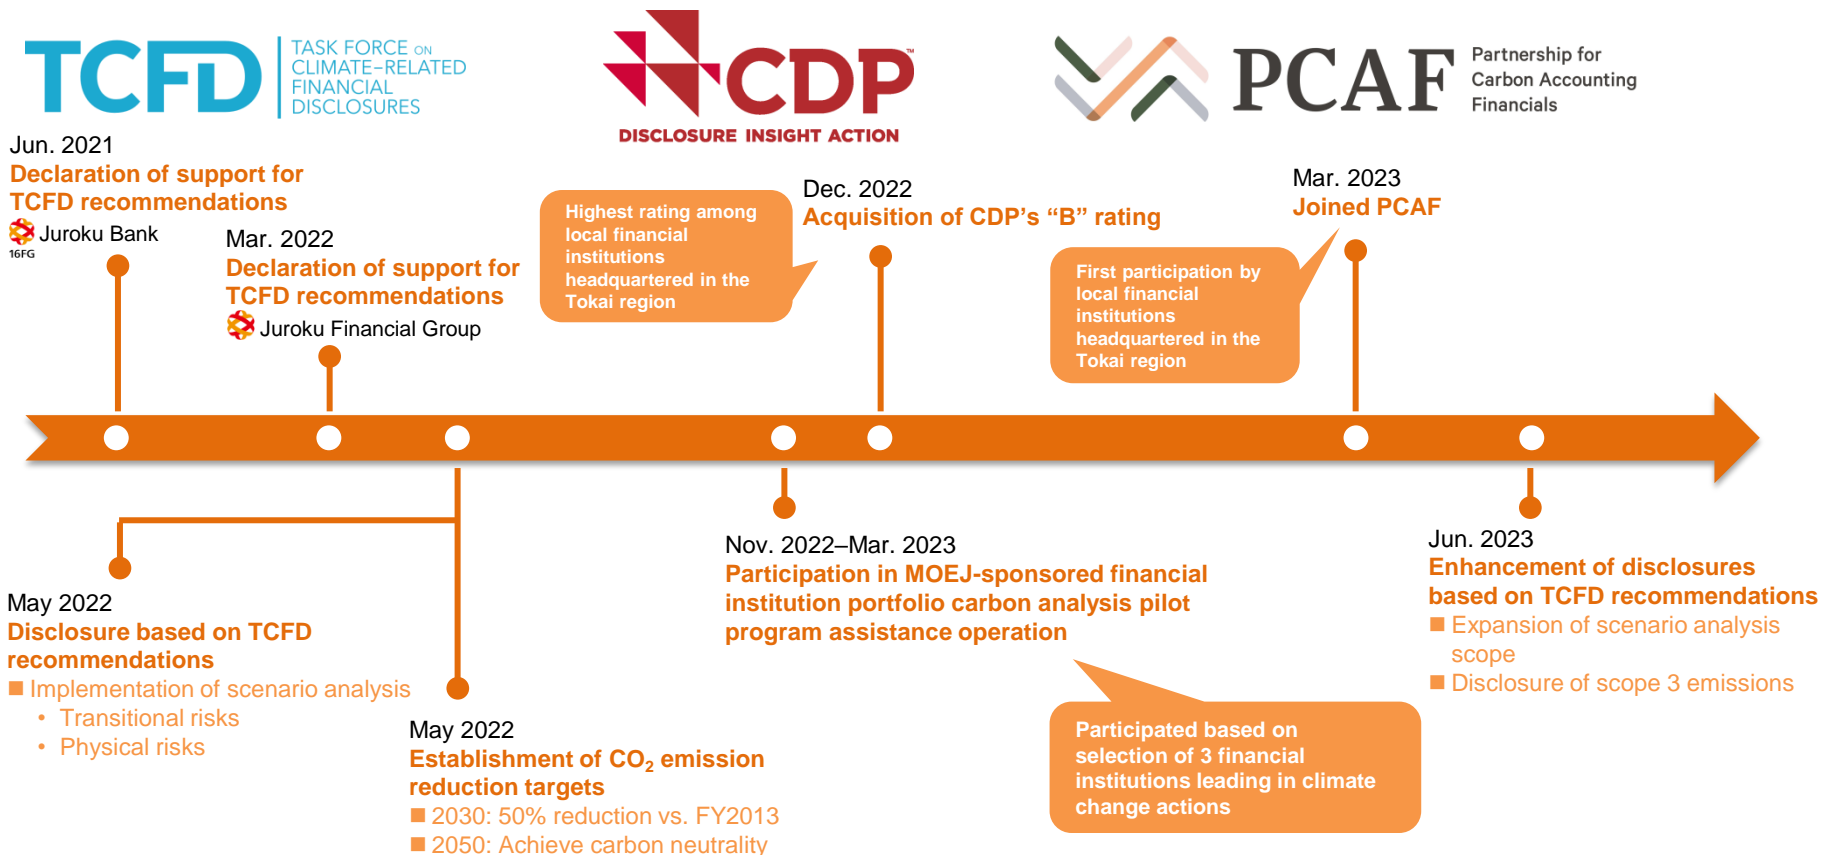 TCFD
TASK FORCE ON
CLIMATE-RELATED
FINANCIAL
DISCLOSURES
CDP™
DISCLOSURE INSIGHT ACTION
PCAF
Partnership for
Carbon Accounting
Financials
Jun. 2021
Declaration of support for
TCFD recommendations
Juroku Bank
16FG
Mar. 2022
Declaration of support for
TCFD recommendations
Juroku Financial Group
Highest rating among
local financial
institutions
headquartered in the
Tokai region
Dec. 2022
Acquisition of CDP's “B” rating
Mar. 2023
Joined PCAF
First participation by
local financial
institutions
headquartered in the
Tokai region
May 2022
Disclosure based on TCFD
recommendations
■ Implementation of scenario analysis
• Transitional risks
• Physical risks
May 2022
Establishment of CO₂ emission
reduction targets
■ 2030: 50% reduction vs. FY2013
■ 2050: Achieve carbon neutrality
Nov. 2022–Mar. 2023
Participation in MOEJ-sponsored financial
institution portfolio carbon analysis pilot
program assistance operation
Participated based on
selection of 3 financial
institutions leading in climate
change actions
Jun. 2023
Enhancement of disclosures
based on TCFD recommendations
■ Expansion of scenario analysis
scope
■ Disclosure of scope 3 emissions